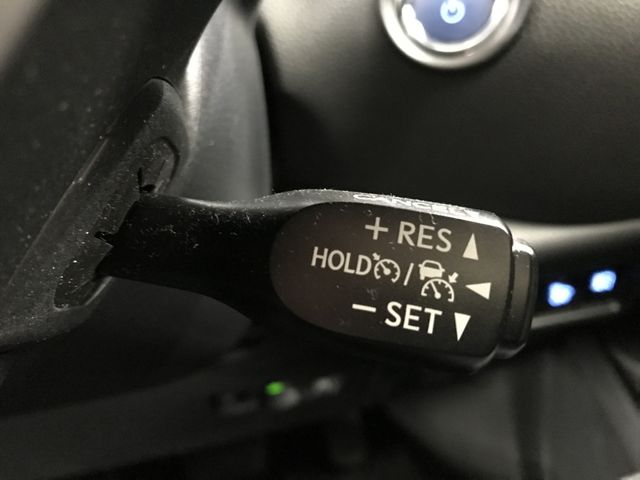 + RES ▲
HOLD / ◀
− SET ▼